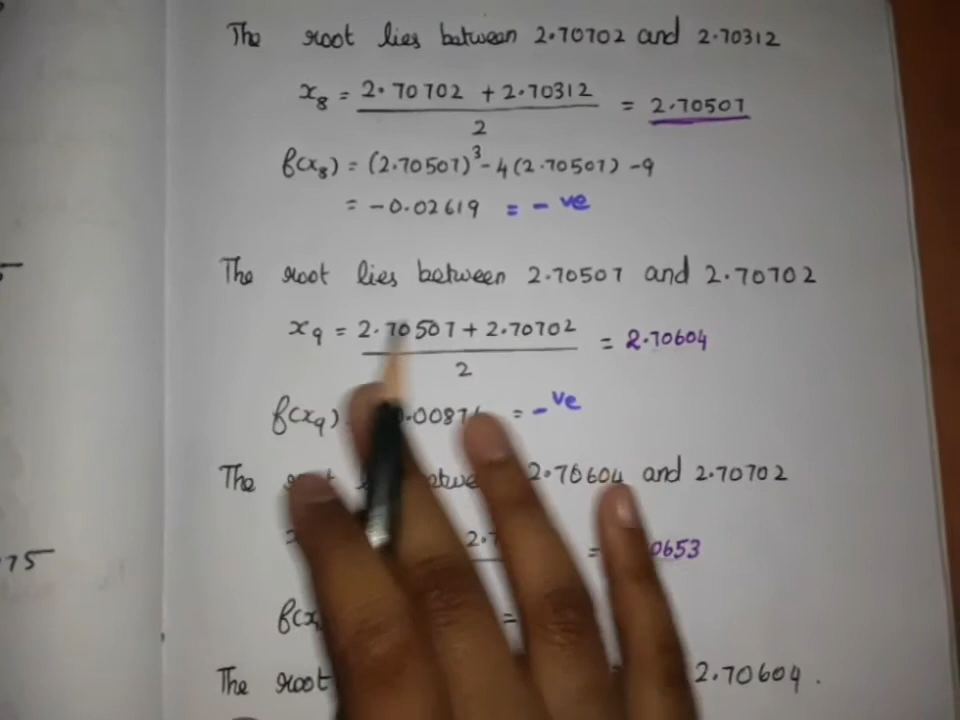 The root lies between 2.70702 and 2.70312
x8 = 2.70702 + 2.70312 / 2 = 2.70507
f(x8) = (2.70507)³ - 4(2.70507) - 9
= -0.02619 = - ve
The root lies between 2.70507 and 2.70702
x9 = 2.70507 + 2.70702 / 2 = 2.70604
f(x9) = -ve
The 2.70604 and 2.70702
= 0653
75
f(x =
The root 2.70604.